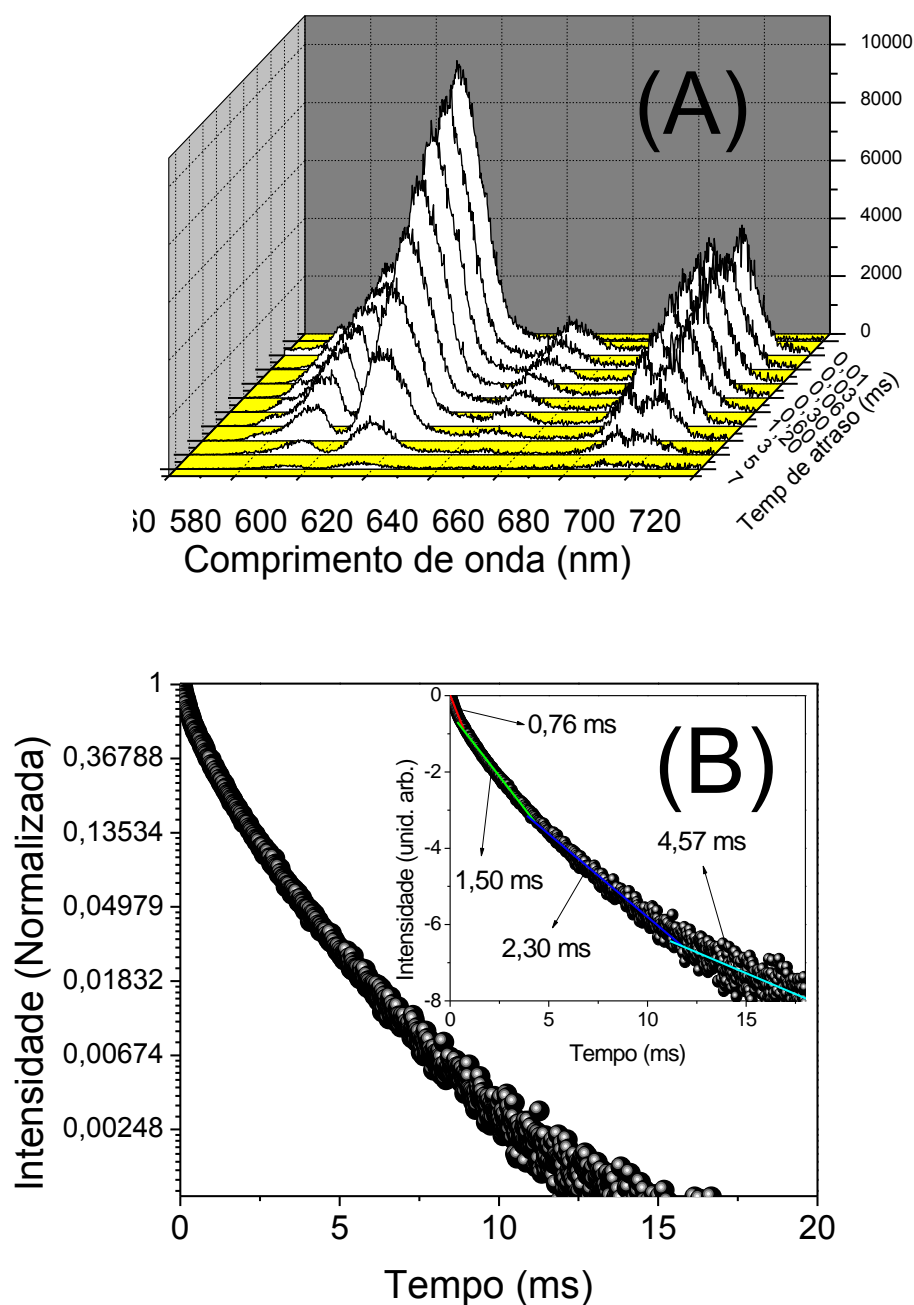 (A)
10000
8000
6000
4000
2000
0
0,01
3
5
7
Temp de atraso (ms)
580 600 620 640 660 680 700 720
Comprimento de onda (nm)
(B)
Intensidade (Normalizada)
1
0,36788
0,13534
0,04979
0,01832
0,00674
0,00248
0 5 10 15 20
Tempo (ms)
Intensidade (unid. arb.)
0
-2
-4
-6
-8
0 5 10 15
Tempo (ms)
0,76 ms
1,50 ms
2,30 ms
4,57 ms